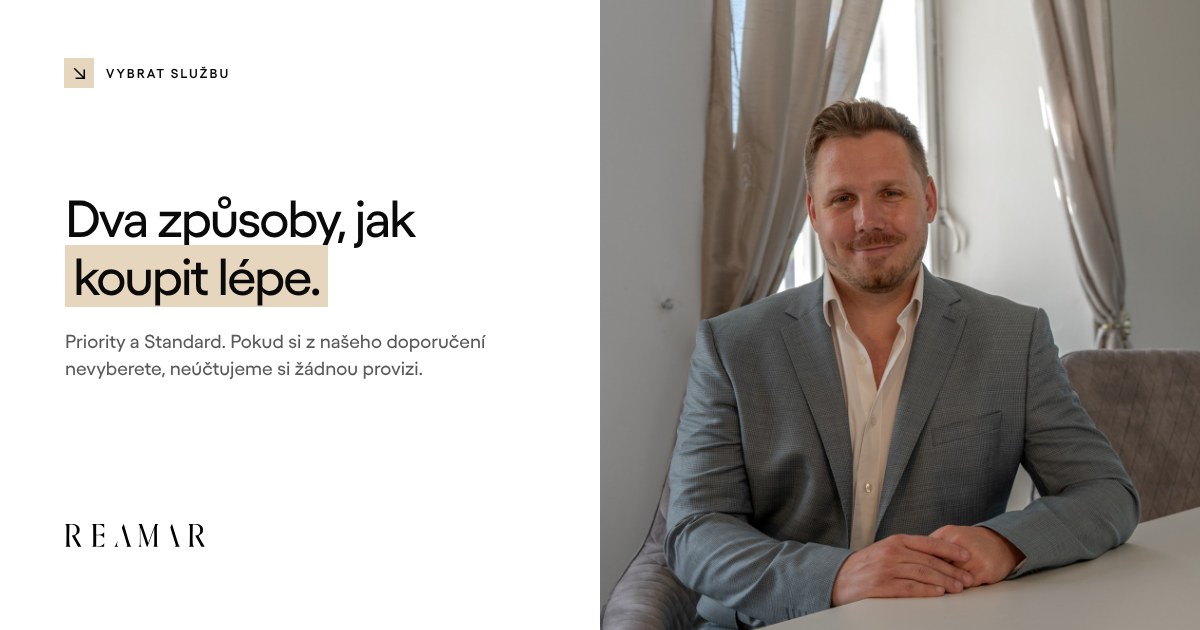 VYBRAT SLUŽBU
Dva způsoby, jak
koupit lépe.
Priority a Standard. Pokud si z našeho doporučení
nevyberete, neúčtujeme si žádnou provizi.
REAMAR